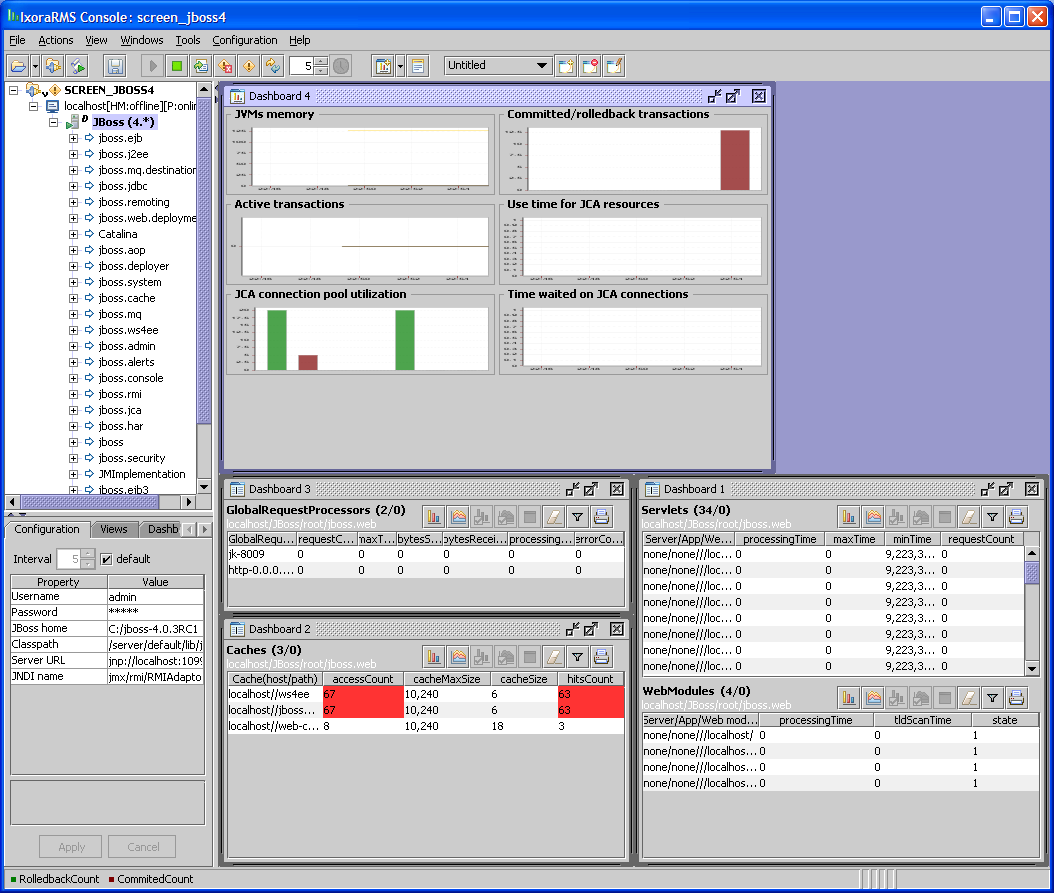 IxoraRMS Console: screen_jboss4
File Actions View Windows Tools Configuration Help
5 Untitled
SCREEN_JBOSS4
localhost[HM:offline][P:onlin
JBoss (4.*)
jboss.ejb
jboss.j2ee
jboss.mq.destination
jboss.jdbc
jboss.remoting
jboss.web.deployme
Catalina
jboss.aop
jboss.deployer
jboss.system
jboss.cache
jboss.mq
jboss.ws4ee
jboss.admin
jboss.alerts
jboss.console
jboss.rmi
jboss.jca
jboss.har
jboss
jboss.security
JMImplementation
jboss.ejb3
Configuration Views Dashb
Interval 5 default
Property Value
Username admin
Password *****
JBoss home C:/jboss-4.0.3RC1
Classpath /server/default/lib/j
Server URL jnp://localhost:1099
JNDI name jmx/rmi/RMIAdapto
Apply Cancel
Dashboard 4
JVMs memory Committed/rolledback transactions
Active transactions Use time for JCA resources
JCA connection pool utilization Time waited on JCA connections
Dashboard 3
GlobalRequestProcessors (2/0)
localhost/JBoss/root/jboss.web
GlobalRequ... requestC... maxT... bytesS... bytesRecei... processing... errorCo...
jk-8009 0 0 0 0 0 0
http-0.0.0.... 0 0 0 0 0 0
Dashboard 2
Caches (3/0)
localhost/JBoss/root/jboss.web
Cache(host/path) accessCount cacheMaxSize cacheSize hitsCount
localhost//ws4ee 67 10,240 6 63
localhost//jboss... 67 10,240 6 63
localhost//web-c... 8 10,240 18 3
Dashboard 1
Servlets (34/0)
localhost/JBoss/root/jboss.web
Server/App/We... processingTime maxTime minTime requestCount
none/none///loc... 0 0 9,223,3... 0
none/none///loc... 0 0 9,223,3... 0
none/none///loc... 0 0 9,223,3... 0
none/none///loc... 0 0 9,223,3... 0
none/none///loc... 0 0 9,223,3... 0
none/none///loc... 0 0 9,223,3... 0
none/none///loc... 0 0 9,223,3... 0
none/none///loc... 0 0 9,223,3... 0
WebModules (4/0)
localhost/JBoss/root/jboss.web
Server/App/Web mod... processingTime tldScanTime state
none/none///localhost/ 0 0 1
none/none///localhos... 0 0 1
none/none///localhos... 0 0 1
none/none///localhos... 0 0 1
RolledbackCount CommitedCount